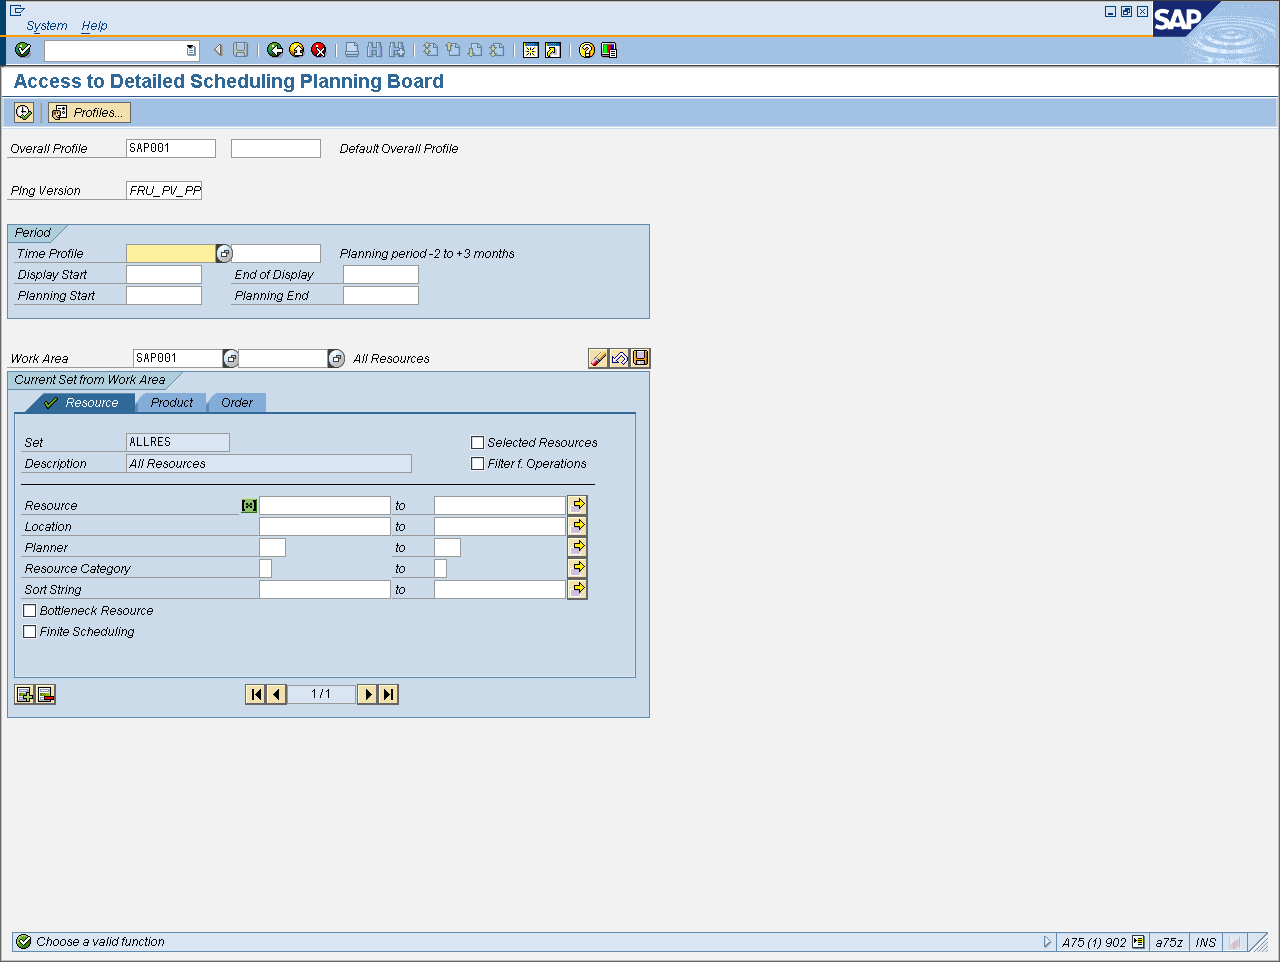 System Help
SAP
Access to Detailed Scheduling Planning Board
Profiles...
Overall Profile SAP001 Default Overall Profile
Plng Version FRU_PV_PP
Period
Time Profile Planning period -2 to +3 months
Display Start End of Display
Planning Start Planning End
Work Area SAP001 All Resources
Current Set from Work Area
Resource Product Order
Set ALLRES Selected Resources
Description All Resources Filter f. Operations
Resource to
Location to
Planner to
Resource Category to
Sort String to
Bottleneck Resource
Finite Scheduling
1/1
Choose a valid function A75 (1) 902 a75z INS